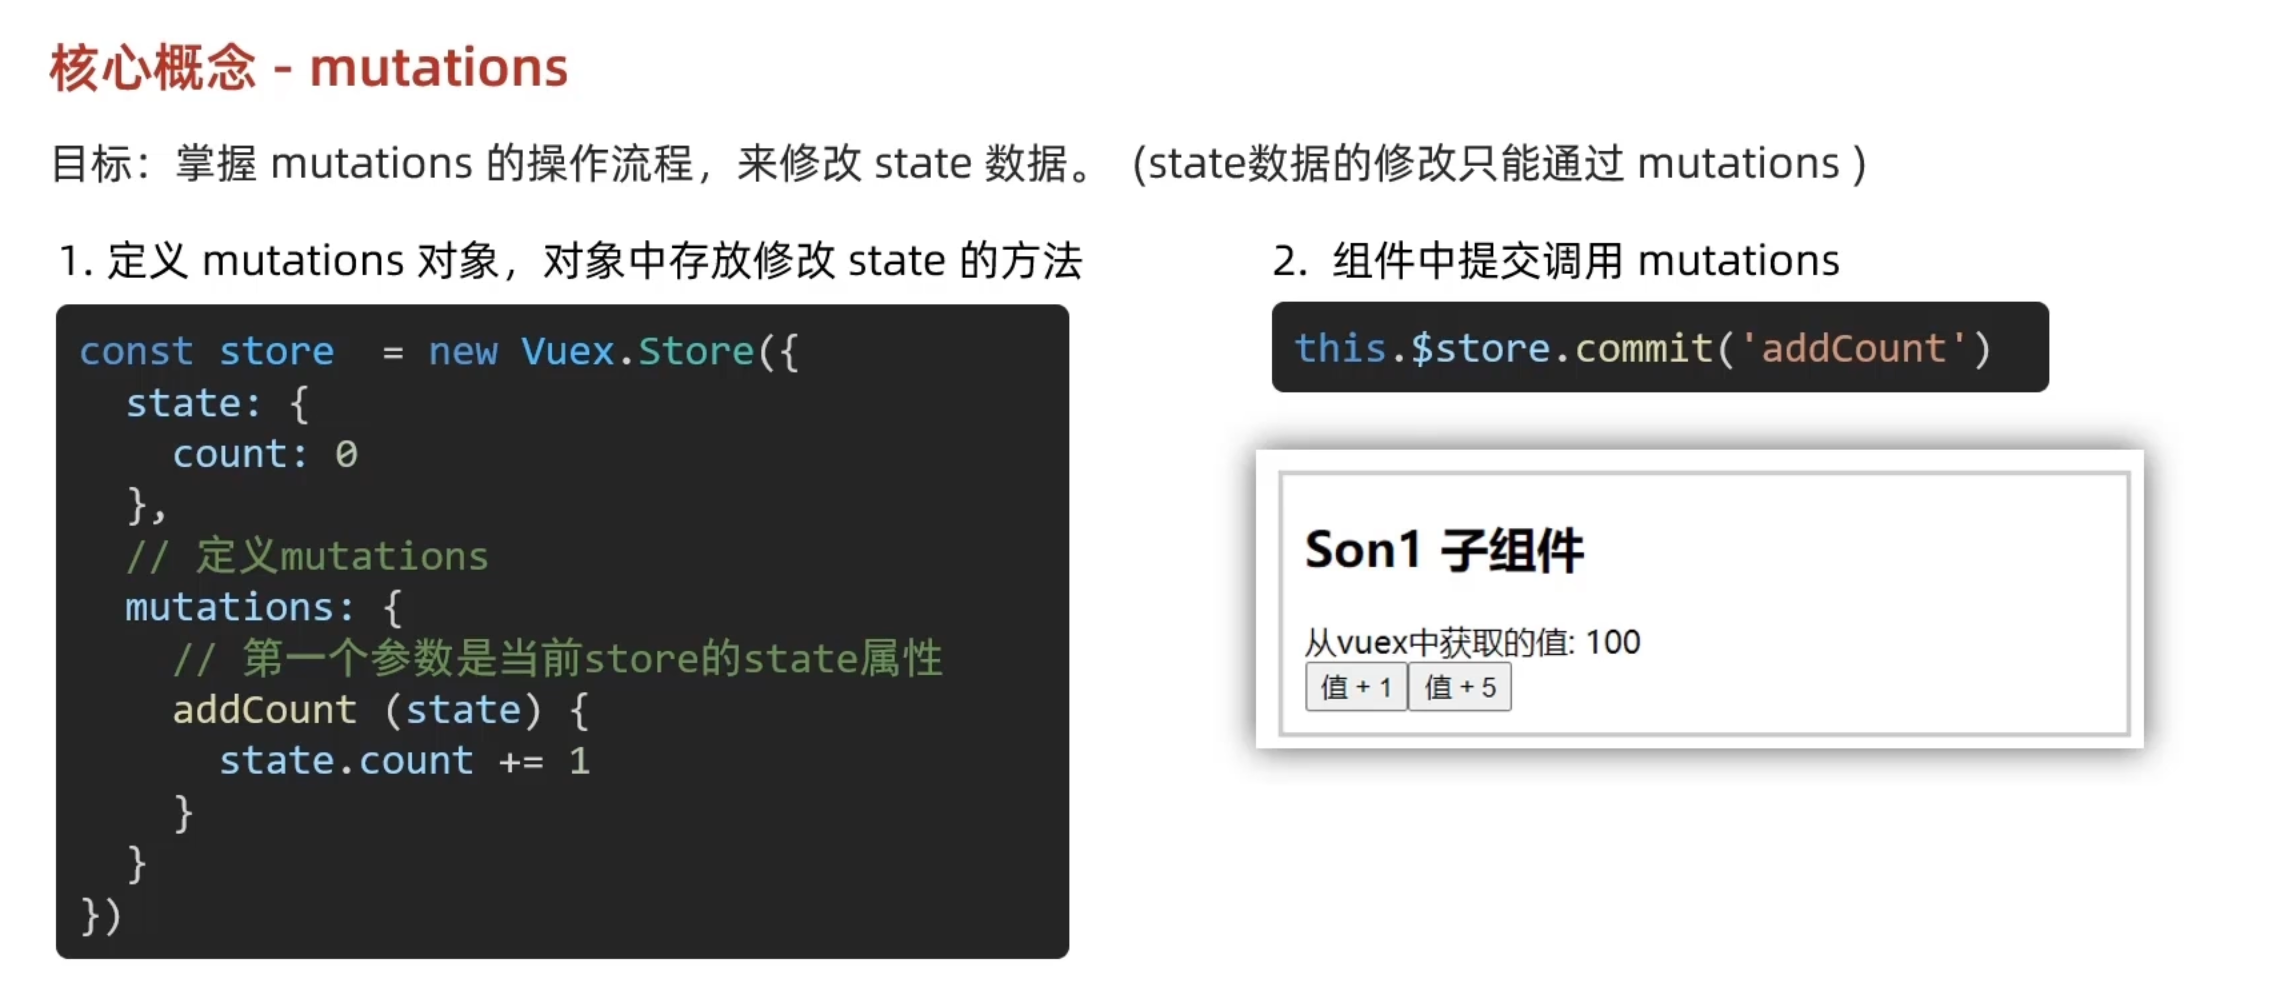 核心概念 - mutations
目标：掌握 mutations 的操作流程，来修改 state 数据。 (state数据的修改只能通过 mutations )
1. 定义 mutations 对象，对象中存放修改 state 的方法
const store  = new Vuex.Store({
  state: {
    count: 0
  },
  // 定义mutations
  mutations: {
    // 第一个参数是当前store的state属性
    addCount (state) {
      state.count += 1
    }
  }
})
2. 组件中提交调用 mutations
this.$store.commit('addCount')
Son1 子组件
从vuex中获取的值: 100
值 + 1 值 + 5